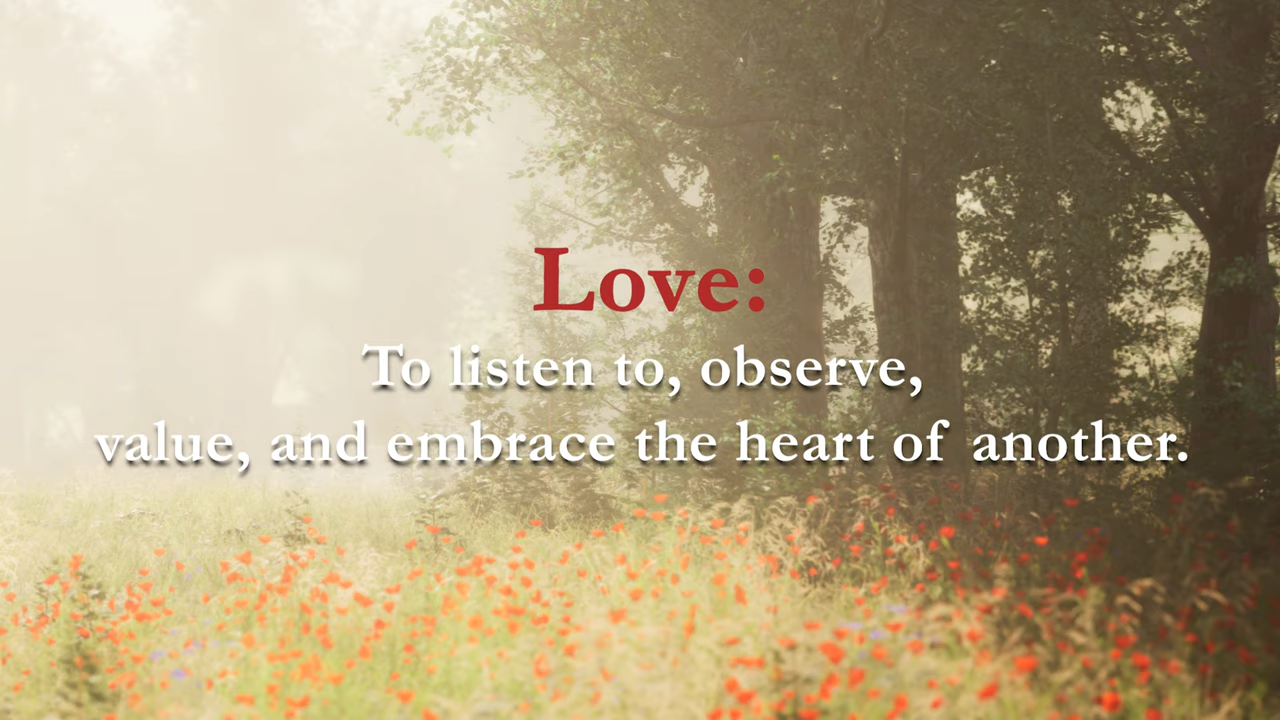 Love:
To listen to, observe,
value, and embrace the heart of another.